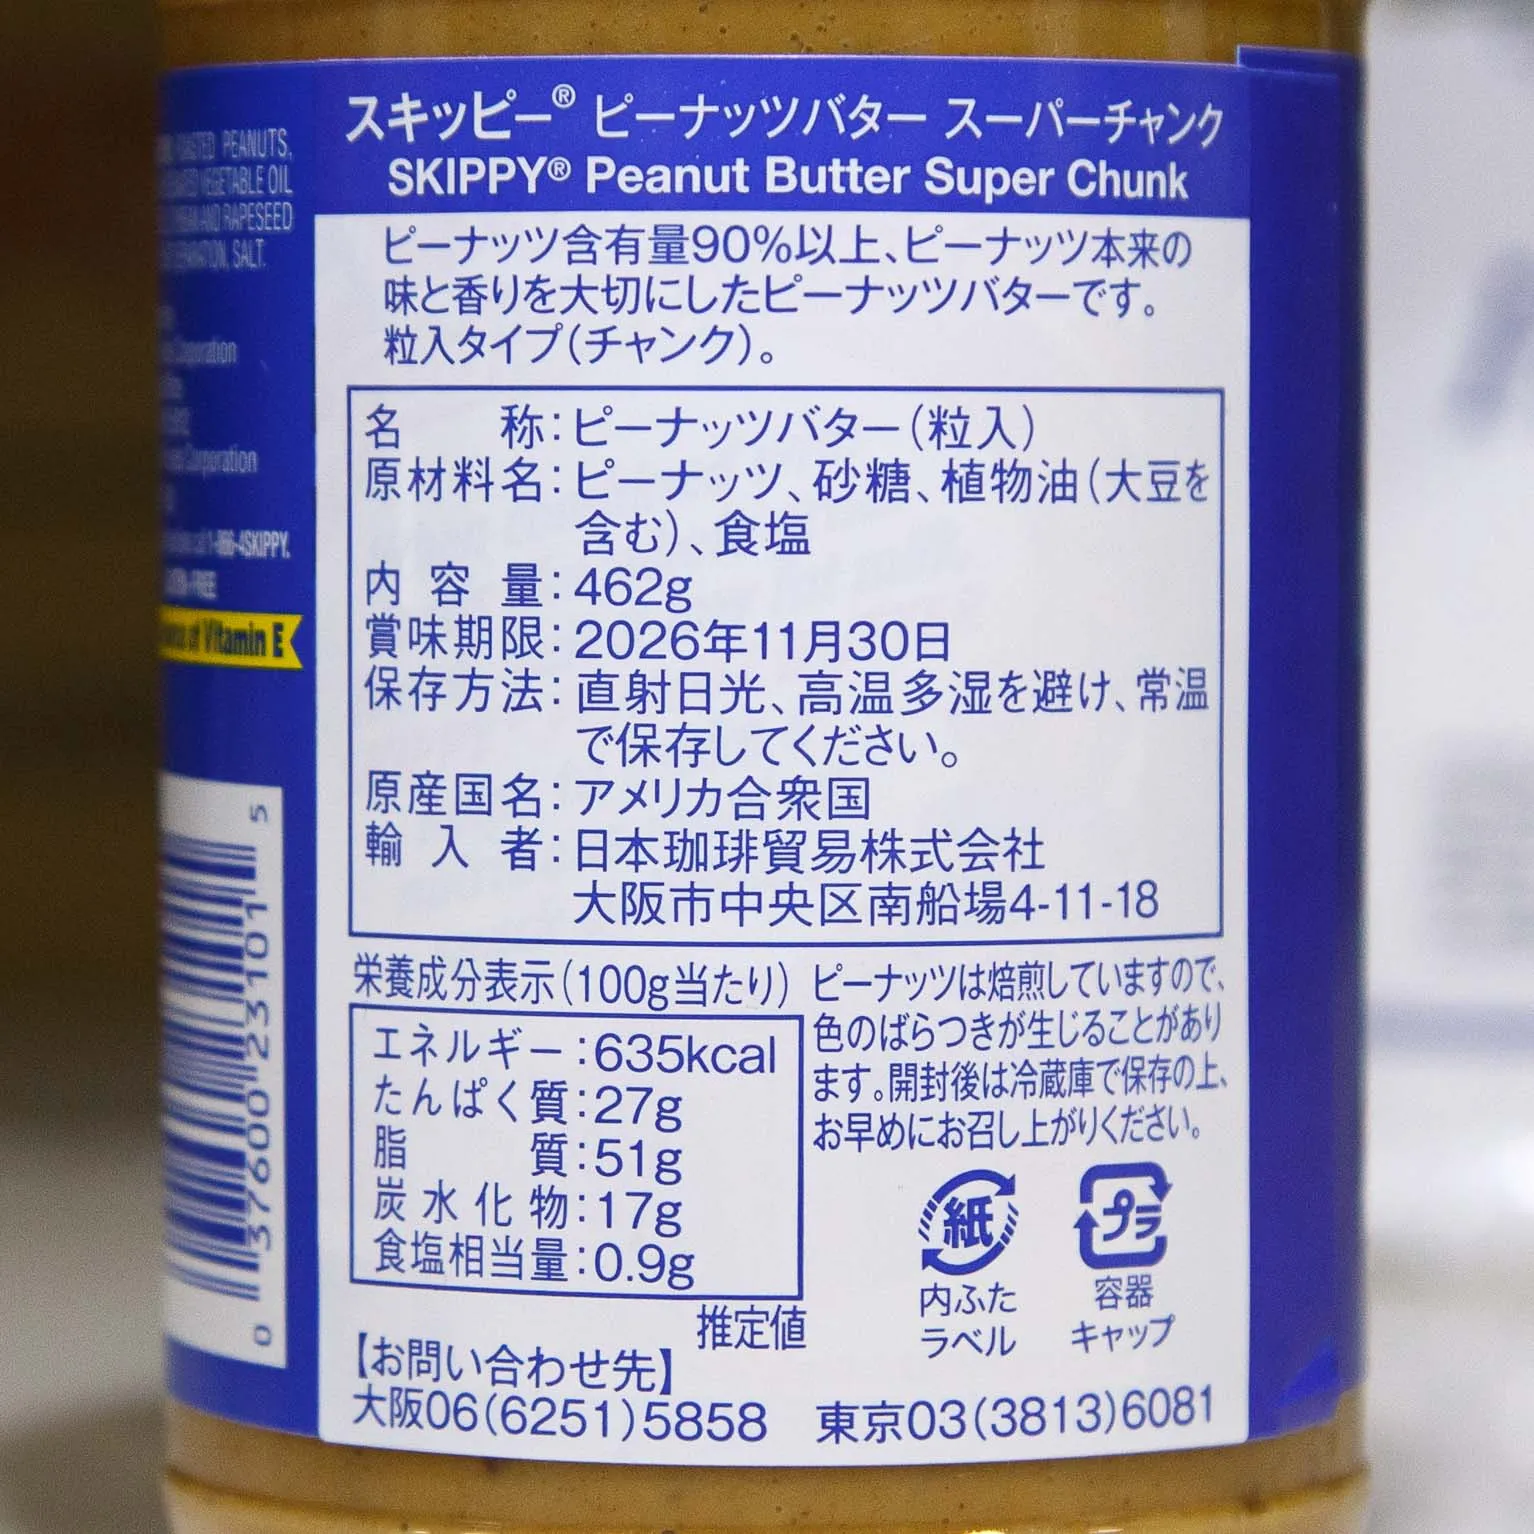 スキッピー® ピーナッツバター スーパーチャンク
SKIPPY® Peanut Butter Super Chunk
ピーナッツ含有量90%以上、ピーナッツ本来の
味と香りを大切にしたピーナッツバターです。
粒入タイプ(チャンク)。
名称:ピーナッツバター(粒入)
原材料名:ピーナッツ、砂糖、植物油(大豆を
含む)、食塩
内容量:462g
賞味期限:2026年11月30日
保存方法:直射日光、高温多湿を避け、常温
で保存してください。
原産国名:アメリカ合衆国
輸入者:日本珈琲貿易株式会社
大阪市中央区南船場4-11-18
栄養成分表示(100g当たり)
エネルギー:635kcal
たんぱく質:27g
脂質:51g
炭水化物:17g
食塩相当量:0.9g
推定値
ピーナッツは焙煎していますので、
色のばらつきが生じることがあり
ます。開封後は冷蔵庫で保存の上、
お早めにお召し上がりください。
紙
内ふた
ラベル
プラ
容器
キャップ
【お問い合わせ先】
大阪06(6251)5858 東京03(3813)6081
PEANUTS,
VEGETABLE OIL
AND RAPESEED
SALT.
Corporation
Corporation
1-866-4SKIPPY.
of Vitamin E
0 37600 23101 5